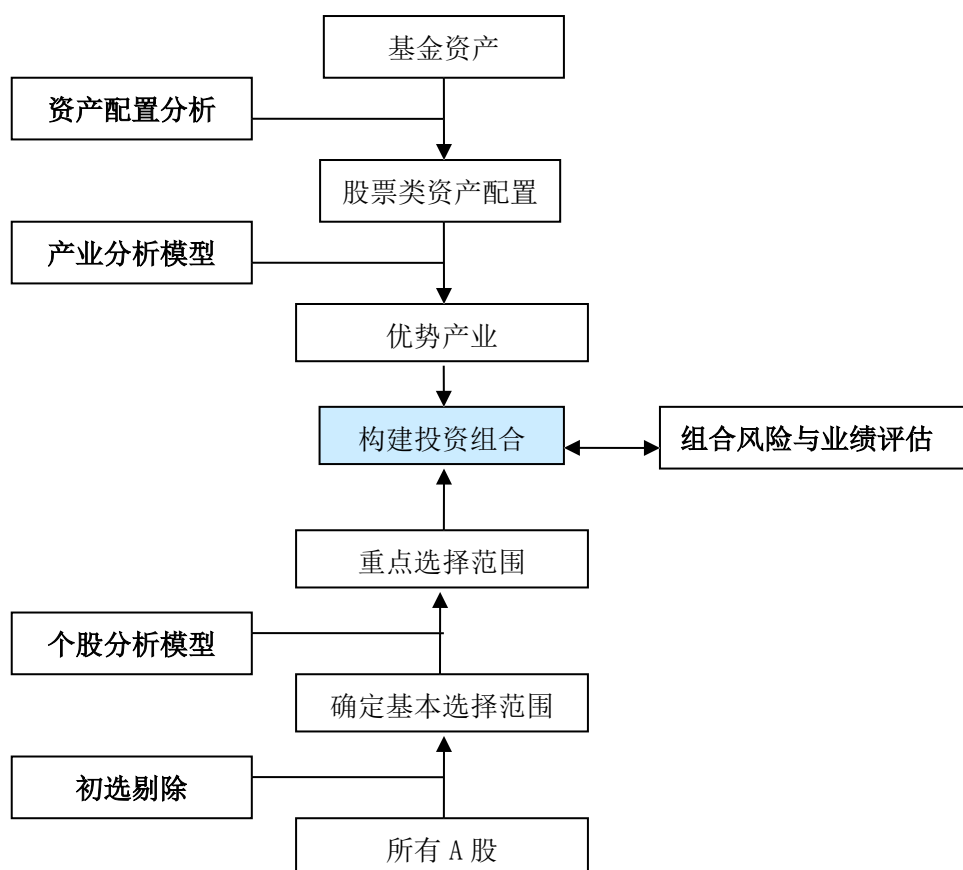 基金资产
资产配置分析
股票类资产配置
产业分析模型
优势产业
构建投资组合
组合风险与业绩评估
重点选择范围
个股分析模型
确定基本选择范围
初选剔除
所有 A 股